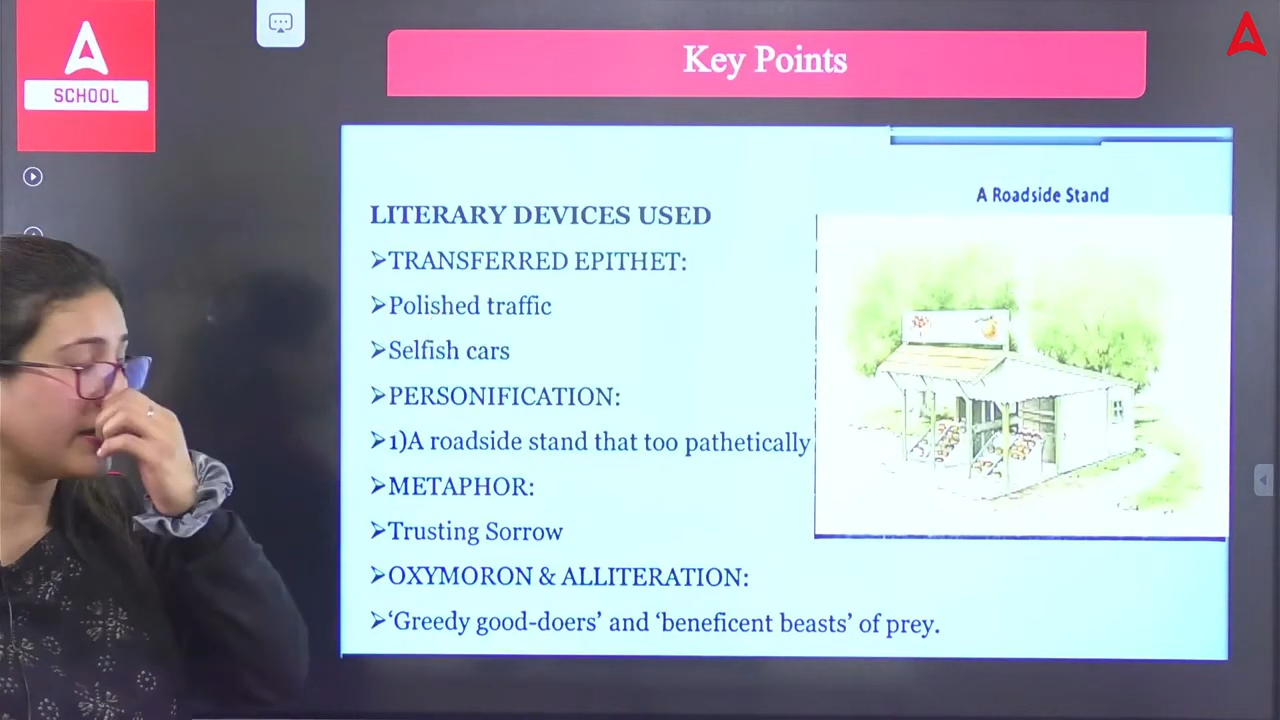 SCHOOL
Key Points
A Roadside Stand
LITERARY DEVICES USED
➢TRANSFERRED EPITHET:
➢Polished traffic
➢Selfish cars
➢PERSONIFICATION:
➢1)A roadside stand that too pathetically
➢METAPHOR:
➢Trusting Sorrow
➢OXYMORON & ALLITERATION:
➢‘Greedy good-doers’ and ‘beneficent beasts’ of prey.